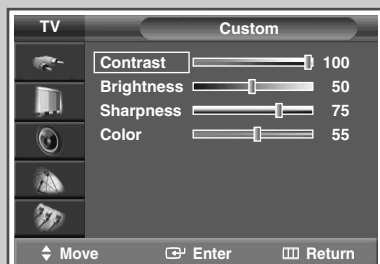 TV Custom
Contrast 100
Brightness 50
Sharpness 75
Color 55
Move Enter Return